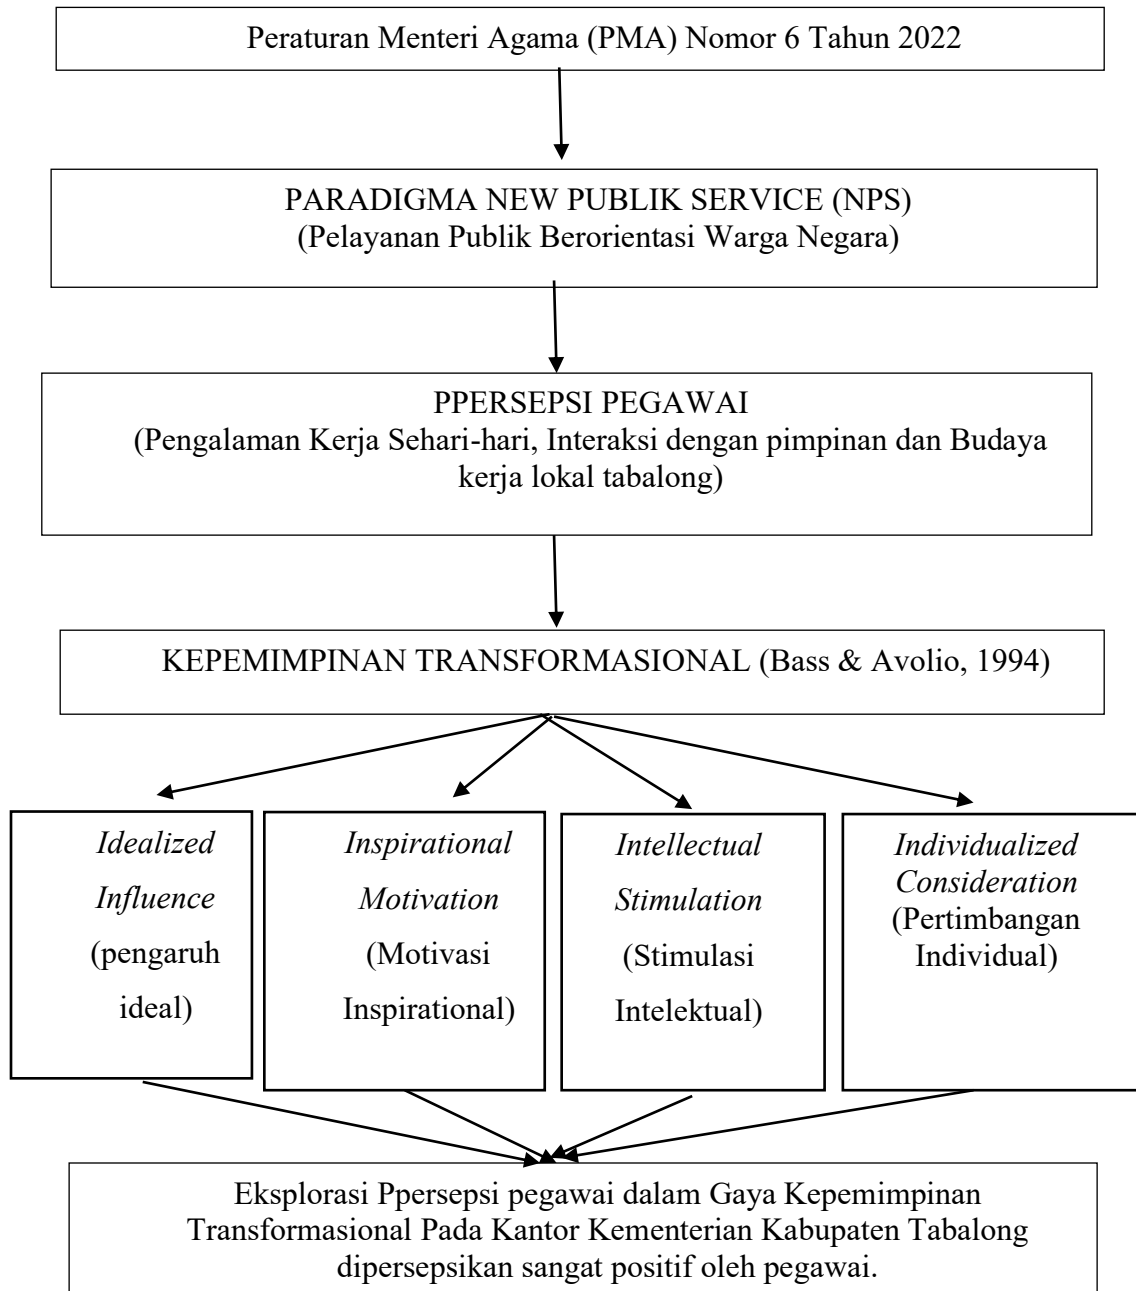 Peraturan Menteri Agama (PMA) Nomor 6 Tahun 2022
PARADIGMA NEW PUBLIK SERVICE (NPS)
(Pelayanan Publik Berorientasi Warga Negara)
PPERSEPSI PEGAWAI
(Pengalaman Kerja Sehari-hari, Interaksi dengan pimpinan dan Budaya
kerja lokal tabalong)
KEPEMIMPINAN TRANSFORMASIONAL (Bass & Avolio, 1994)
Idealized
Influence
(pengaruh
ideal)
Inspirational
Motivation
(Motivasi
Inspirational)
Intellectual
Stimulation
(Stimulasi
Intelektual)
Individualized
Consideration
(Pertimbangan
Individual)
Eksplorasi Ppersepsi pegawai dalam Gaya Kepemimpinan
Transformasional Pada Kantor Kementerian Kabupaten Tabalong
dipersepsikan sangat positif oleh pegawai.